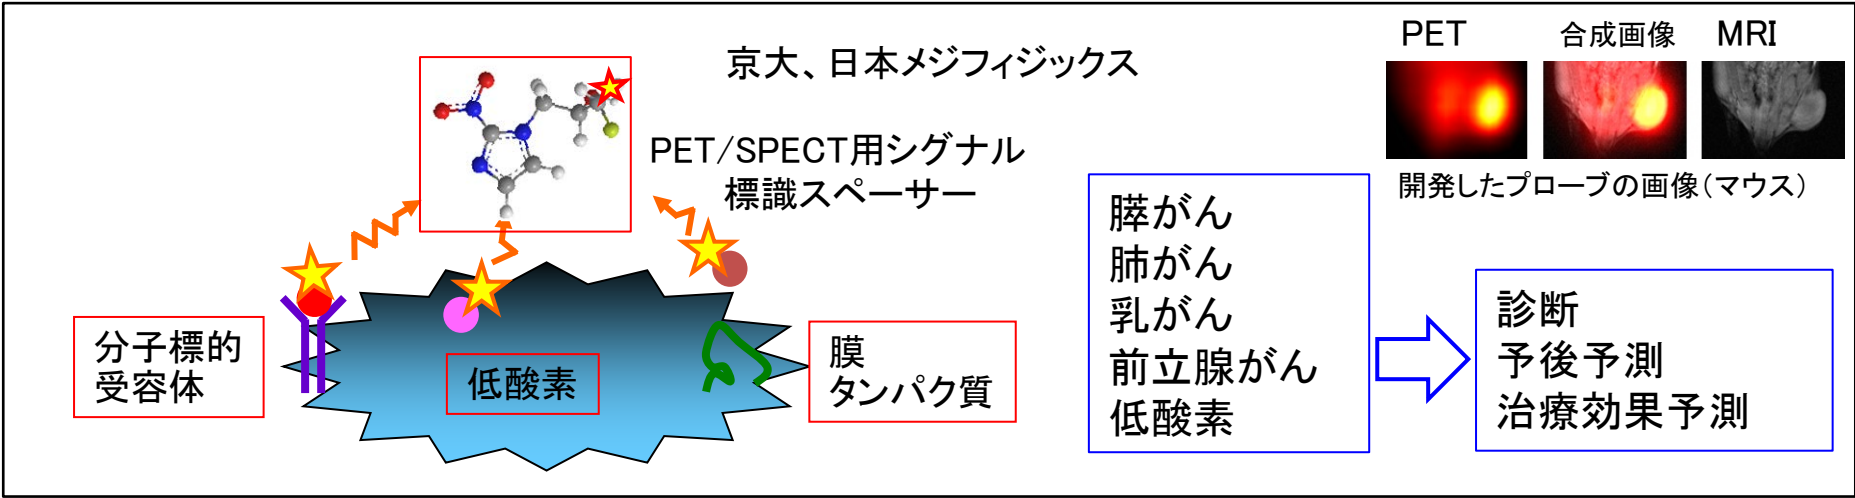 京大、日本メジフィジックス
PET/SPECT用シグナル
標識スペーサー
分子標的
受容体
低酸素
膜
タンパク質
膵がん
肺がん
乳がん
前立腺がん
低酸素
PET
合成画像
MRI
開発したプローブの画像(マウス)
診断
予後予測
治療効果予測